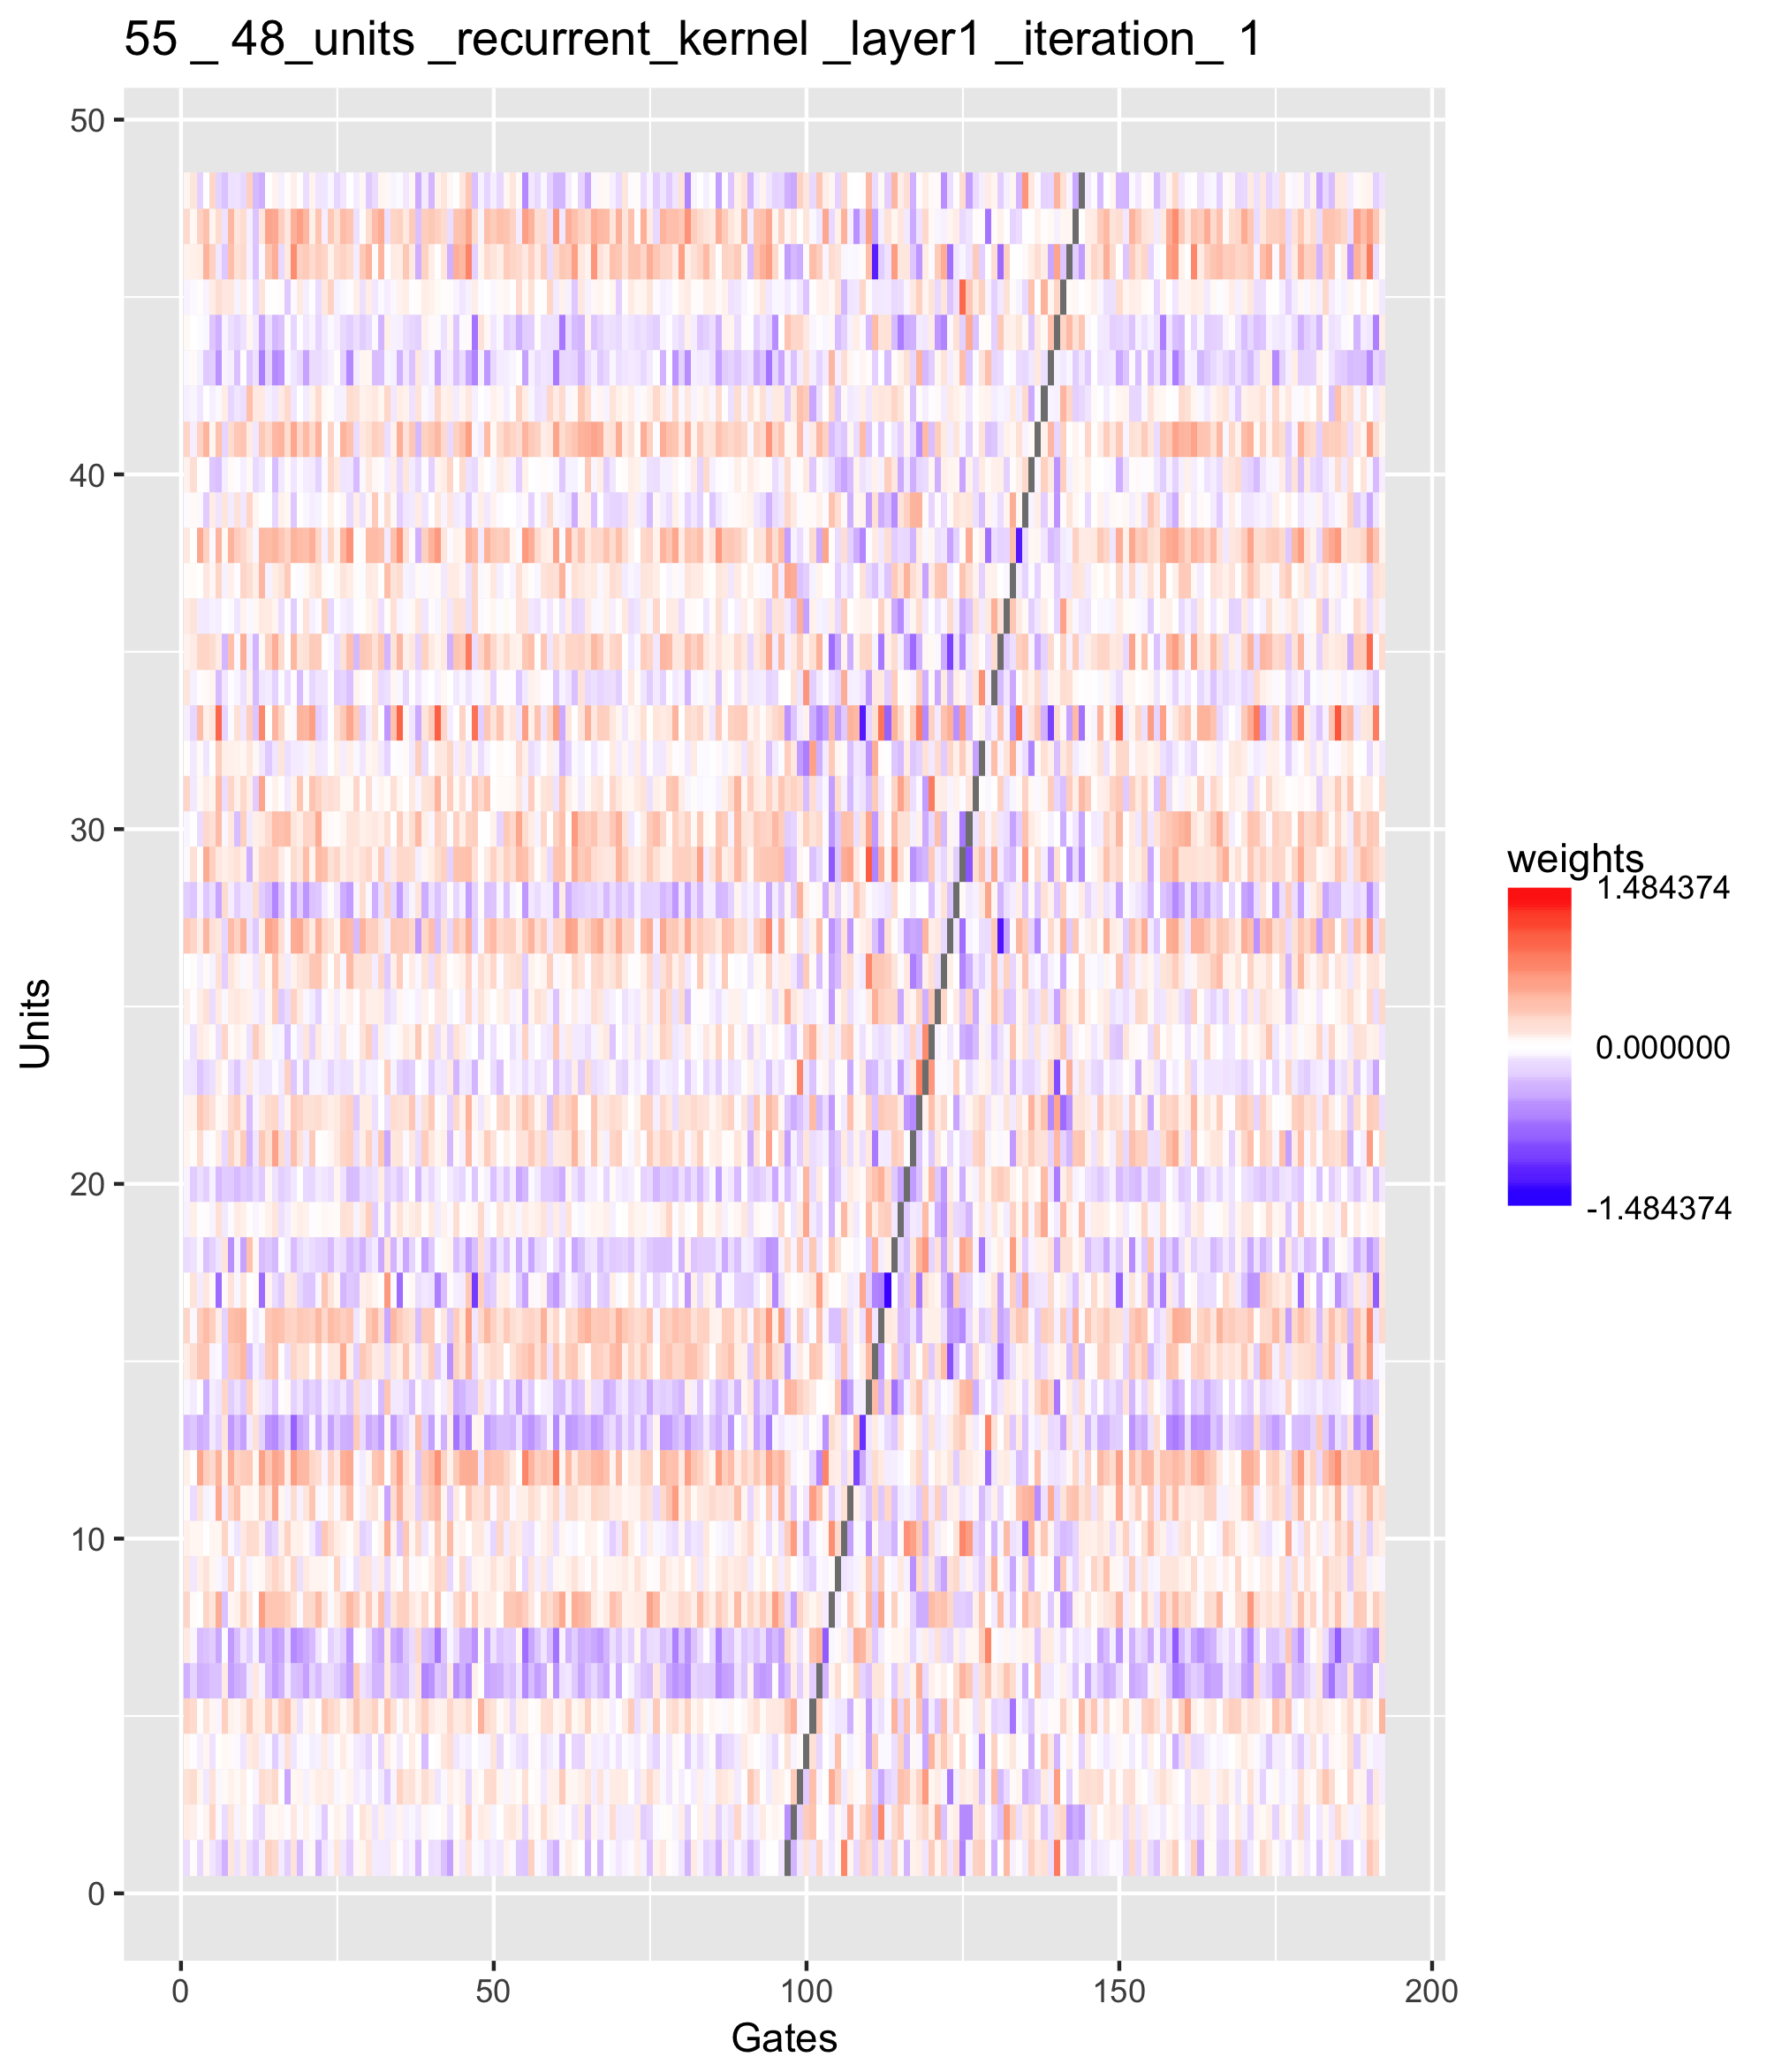 55 _ 48_units _recurrent_kernel _layer1 _iteration_ 1
50
40
30
20
10
0
Units
0 50 100 150 200
Gates
weights
1.484374
0.000000
-1.484374